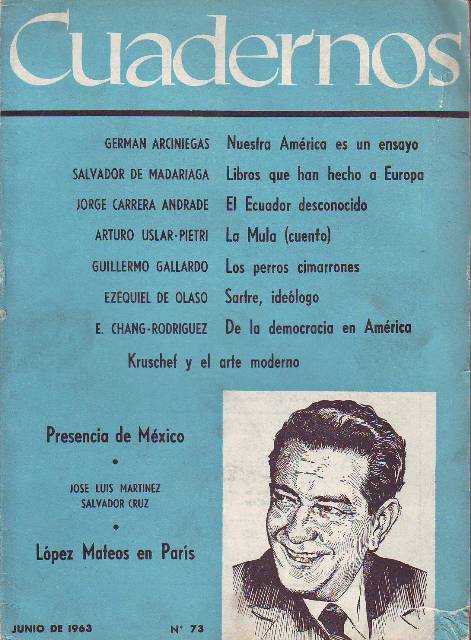 Cuadernos
GERMAN ARCINIEGAS Nuestra América es un ensayo
SALVADOR DE MADARIAGA Libros que han hecho a Europa
JORGE CARRERA ANDRADE El Ecuador desconocido
ARTURO USLAR-PIETRI La Mula (cuento)
GUILLERMO GALLARDO Los perros cimarrones
EZEQUIEL DE OLASO Sartre, ideólogo
E. CHANG-RODRIGUEZ De la democracia en América
Kruschef y el arte moderno
Presencia de México
•
JOSE LUIS MARTINEZ
SALVADOR CRUZ
•
López Mateos en París
JUNIO DE 1963 N° 73